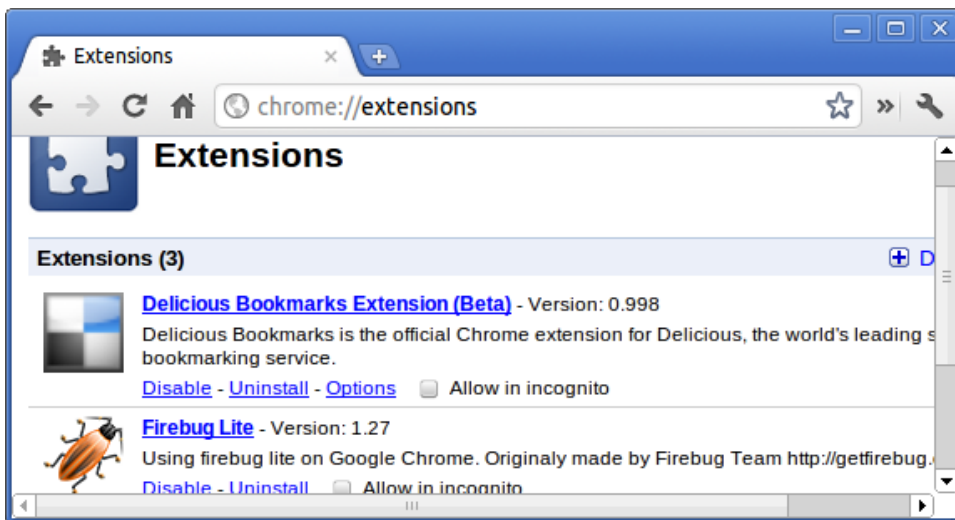 Extensions
chrome://extensions
Extensions
Extensions (3)
D
Delicious Bookmarks Extension (Beta) - Version: 0.998
Delicious Bookmarks is the official Chrome extension for Delicious, the world's leading s
bookmarking service.
Disable - Uninstall - Options Allow in incognito
Firebug Lite - Version: 1.27
Using firebug lite on Google Chrome. Originaly made by Firebug Team http://getfirebug.
Disable - Uninstall Allow in incognito